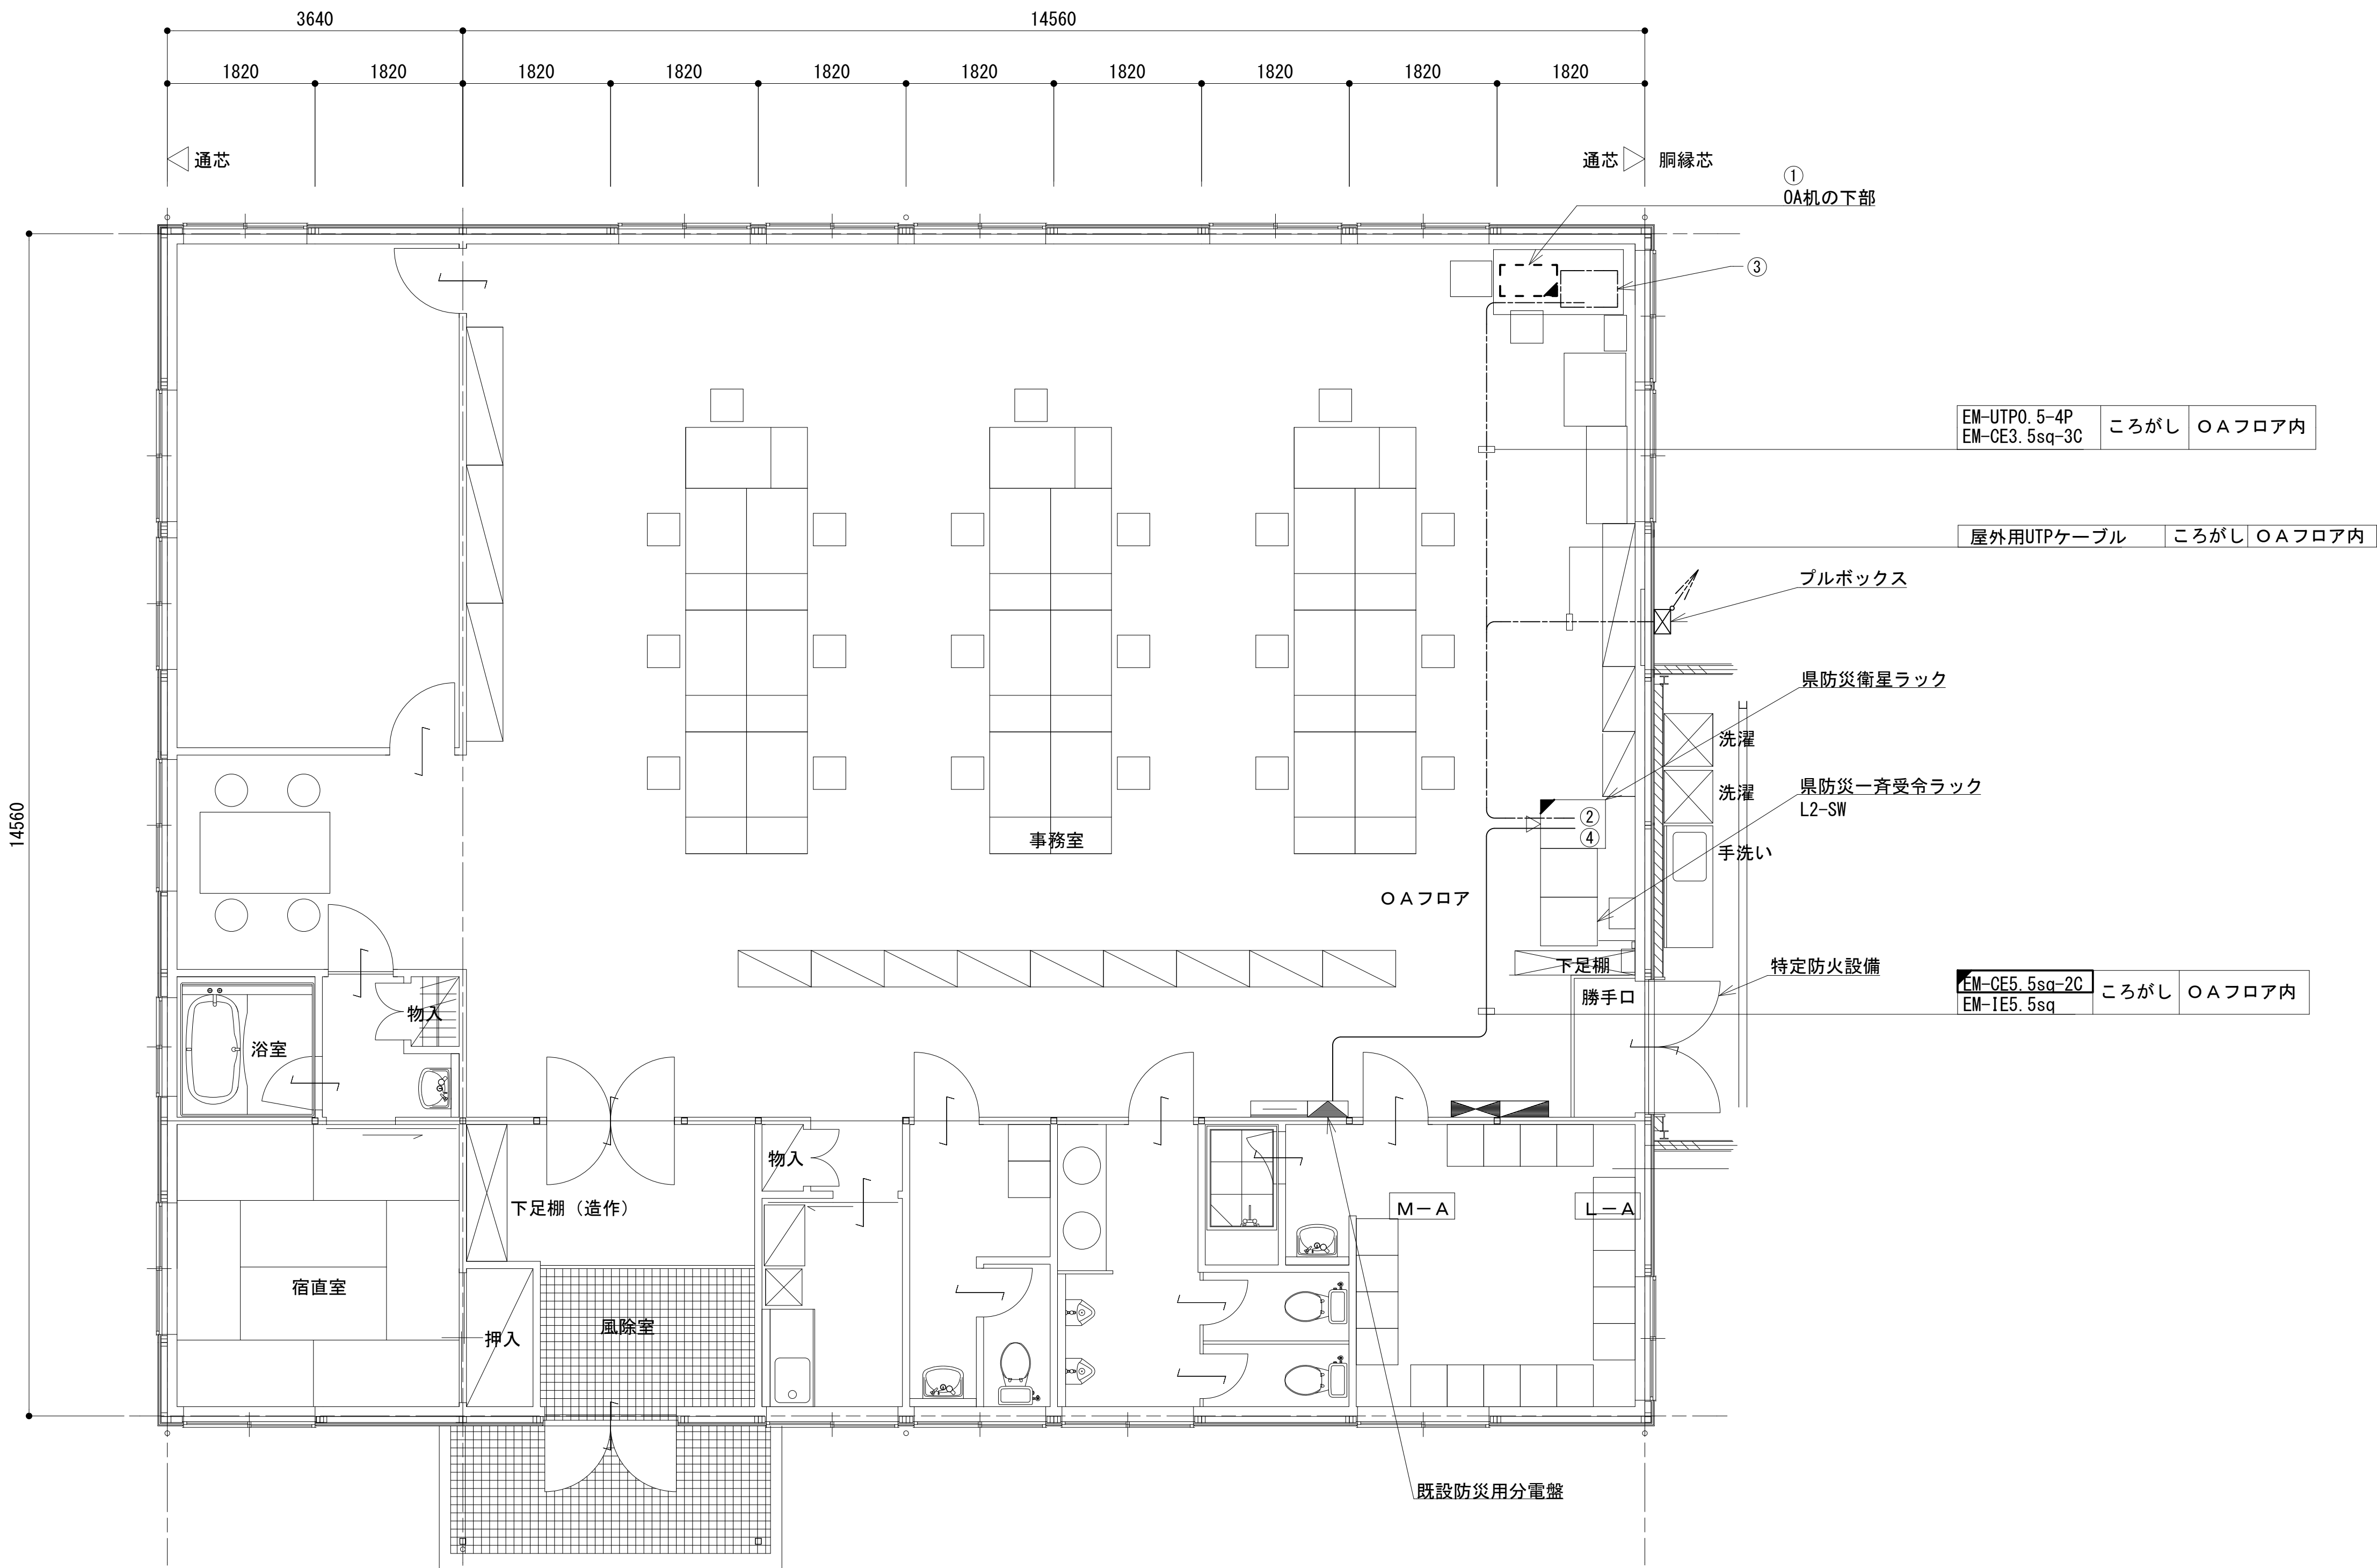 3640
14560
1820
1820
1820
1820
1820
1820
1820
1820
1820
1820
通芯
通芯
胴縁芯
①
OA机の下部
③
EM-UTP0.5-4P
EM-CE3.5sq-3C
ころがし
ＯＡフロア内
屋外用UTPケーブル
ころがし
ＯＡフロア内
プルボックス
県防災衛星ラック
洗濯
県防災一斉受令ラック
L2-SW
洗濯
14560
②
④
事務室
手洗い
ＯＡフロア
下足棚
特定防火設備
勝手口
EM-CE5.5sq-2C
EM-IE5.5sq
ころがし
ＯＡフロア内
物入
浴室
物入
下足棚（造作）
Ｍ－Ａ
Ｌ－Ａ
宿直室
風除室
押入
既設防災用分電盤